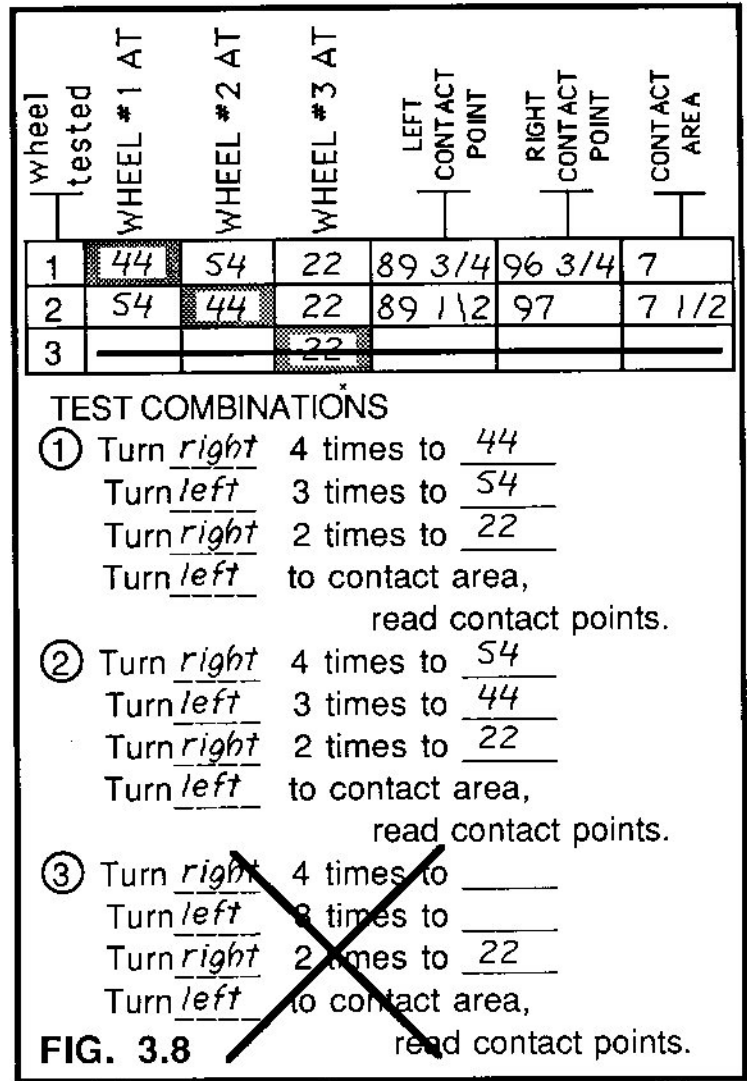 wheel tested WHEEL #1 AT WHEEL #2 AT WHEEL #3 AT LEFT CONTACT POINT RIGHT CONTACT POINT CONTACT AREA
1 44 54 22 89 3/4 96 3/4 7
2 54 44 22 89 1\2 97 7 1/2
3 22
TEST COMBINATIONS
① Turn right 4 times to 44
Turn left 3 times to 54
Turn right 2 times to 22
Turn left to contact area,
read contact points.
② Turn right 4 times to 54
Turn left 3 times to 44
Turn right 2 times to 22
Turn left to contact area,
read contact points.
③ Turn right 4 times to
Turn left 3 times to
Turn right 2 times to 22
Turn left to contact area,
read contact points.
FIG. 3.8